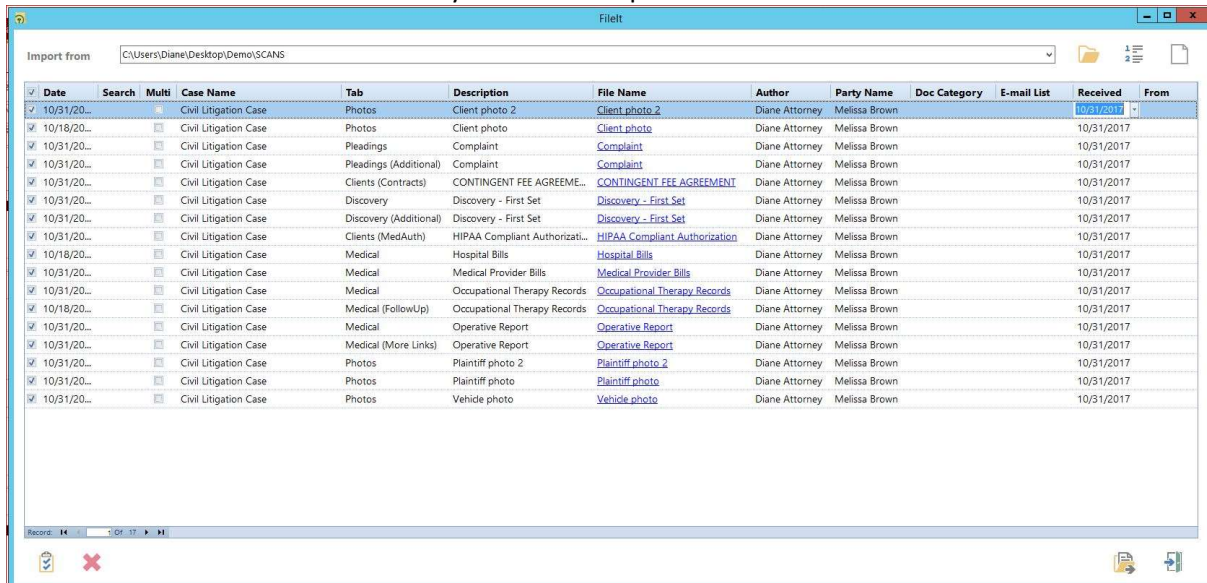 FileIt
Import from C:\Users\Diane\Desktop\Demo\SCANS
Date Search Multi Case Name Tab Description File Name Author Party Name Doc Category E-mail List Received From
10/31/20... Civil Litigation Case Photos Client photo 2 Client photo 2 Diane Attorney Melissa Brown 10/31/2017
10/18/20... Civil Litigation Case Photos Client photo Client photo Diane Attorney Melissa Brown 10/31/2017
10/31/20... Civil Litigation Case Pleadings Complaint Complaint Diane Attorney Melissa Brown 10/31/2017
10/31/20... Civil Litigation Case Pleadings (Additional) Complaint Complaint Diane Attorney Melissa Brown 10/31/2017
10/31/20... Civil Litigation Case Clients (Contracts) CONTINGENT FEE AGREEME... CONTINGENT FEE AGREEMENT Diane Attorney Melissa Brown 10/31/2017
10/31/20... Civil Litigation Case Discovery Discovery - First Set Discovery - First Set Diane Attorney Melissa Brown 10/31/2017
10/31/20... Civil Litigation Case Discovery (Additional) Discovery - First Set Discovery - First Set Diane Attorney Melissa Brown 10/31/2017
10/31/20... Civil Litigation Case Clients (MedAuth) HIPAA Compliant Authorizati... HIPAA Compliant Authorization Diane Attorney Melissa Brown 10/31/2017
10/18/20... Civil Litigation Case Medical Hospital Bills Hospital Bills Diane Attorney Melissa Brown 10/31/2017
10/31/20... Civil Litigation Case Medical Medical Provider Bills Medical Provider Bills Diane Attorney Melissa Brown 10/31/2017
10/31/20... Civil Litigation Case Medical Occupational Therapy Records Occupational Therapy Records Diane Attorney Melissa Brown 10/31/2017
10/18/20... Civil Litigation Case Medical (FollowUp) Occupational Therapy Records Occupational Therapy Records Diane Attorney Melissa Brown 10/31/2017
10/31/20... Civil Litigation Case Medical Operative Report Operative Report Diane Attorney Melissa Brown 10/31/2017
10/31/20... Civil Litigation Case Medical (More Links) Operative Report Operative Report Diane Attorney Melissa Brown 10/31/2017
10/31/20... Civil Litigation Case Photos Plaintiff photo 2 Plaintiff photo 2 Diane Attorney Melissa Brown 10/31/2017
10/31/20... Civil Litigation Case Photos Plaintiff photo Plaintiff photo Diane Attorney Melissa Brown 10/31/2017
10/31/20... Civil Litigation Case Photos Vehicle photo Vehicle photo Diane Attorney Melissa Brown 10/31/2017
Record: 1 Of 17